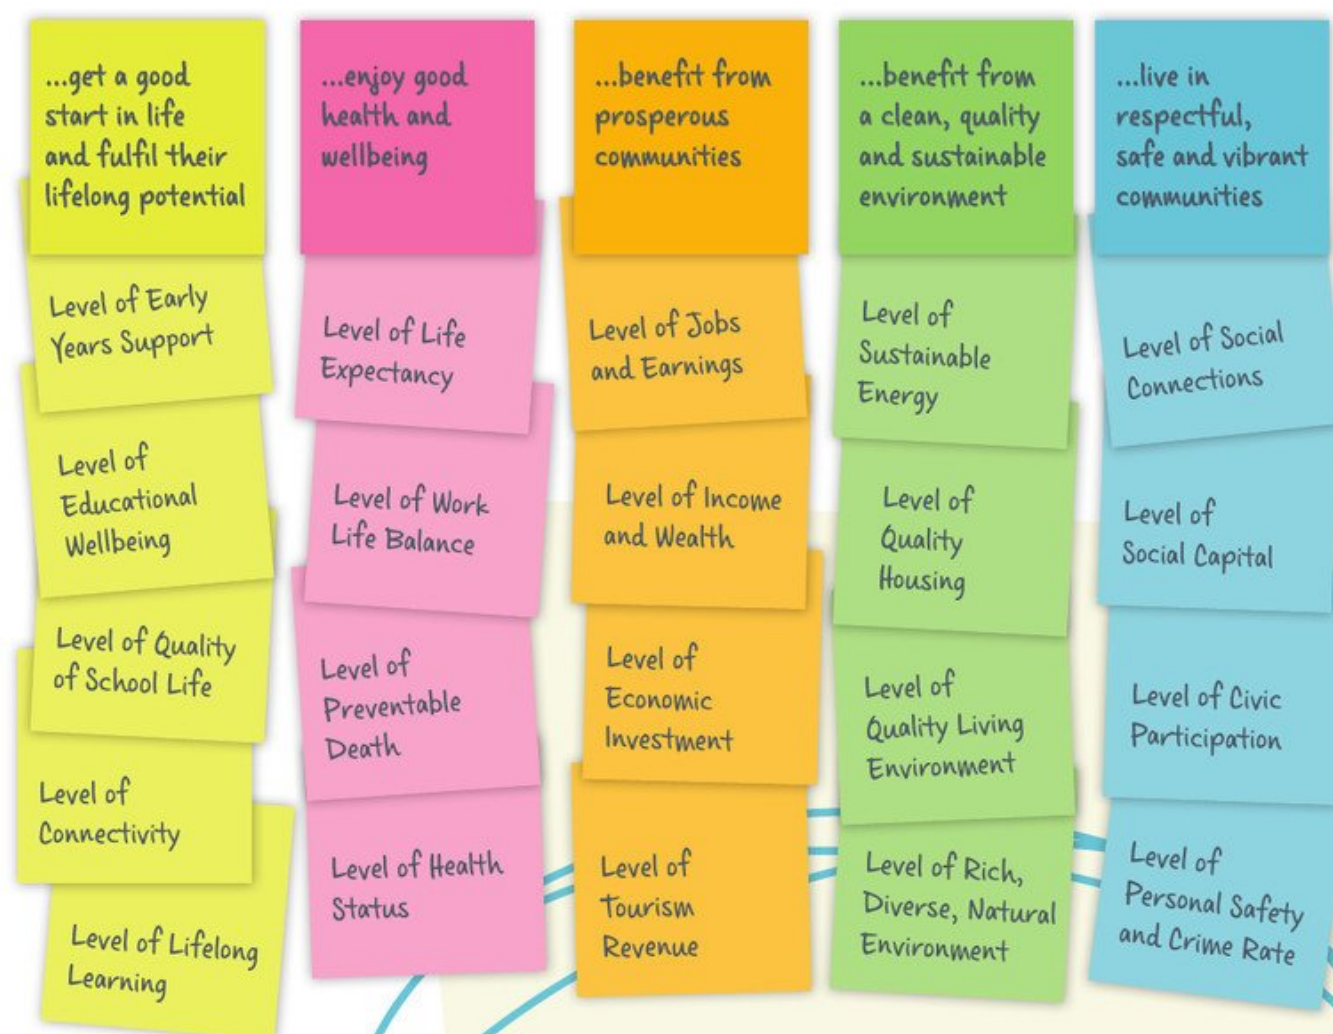 ...get a good
start in life
and fulfil their
lifelong potential
Level of Early
Years Support
Level of
Educational
Wellbeing
Level of Quality
of School Life
Level of
Connectivity
Level of Lifelong
Learning
...enjoy good
health and
wellbeing
Level of Life
Expectancy
Level of Work
Life Balance
Level of
Preventable
Death
Level of Health
Status
...benefit from
prosperous
communities
Level of Jobs
and Earnings
Level of Income
and Wealth
Level of
Economic
Investment
Level of
Tourism
Revenue
...benefit from
a clean, quality
and sustainable
environment
Level of
Sustainable
Energy
Level of
Quality
Housing
Level of
Quality Living
Environment
Level of Rich,
Diverse, Natural
Environment
...live in
respectful,
safe and vibrant
communities
Level of Social
Connections
Level of
Social Capital
Level of Civic
Participation
Level of
Personal Safety
and Crime Rate